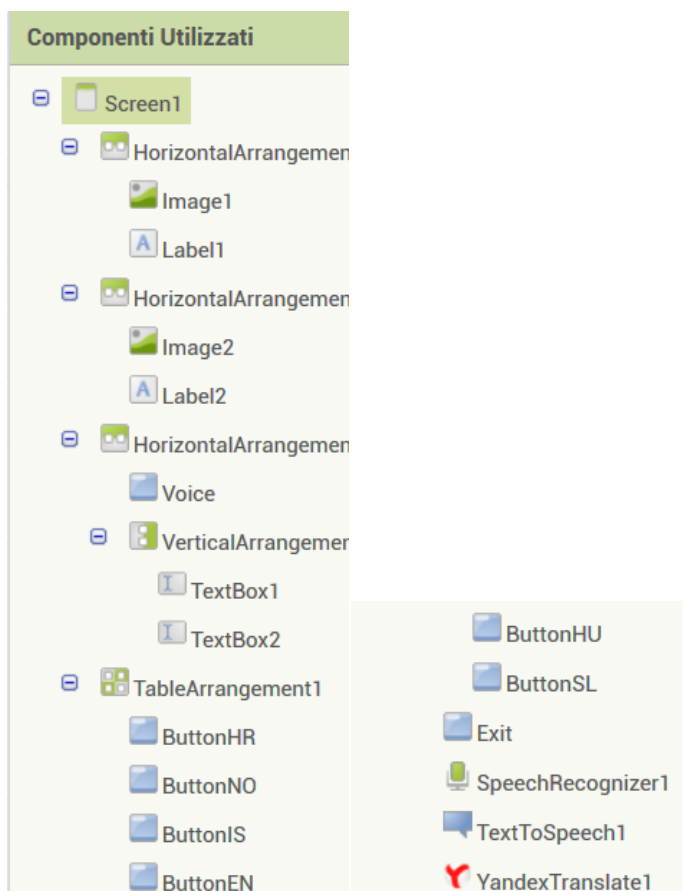 Componenti Utilizzati
Screen1
HorizontalArrangemen
Image1
Label1
HorizontalArrangemen
Image2
Label2
HorizontalArrangemen
Voice
VerticalArrangemen
TextBox1
TextBox2
TableArrangement1
ButtonHR
ButtonNO
ButtonIS
ButtonEN
ButtonHU
ButtonSL
Exit
SpeechRecognizer1
TextToSpeech1
YandexTranslate1